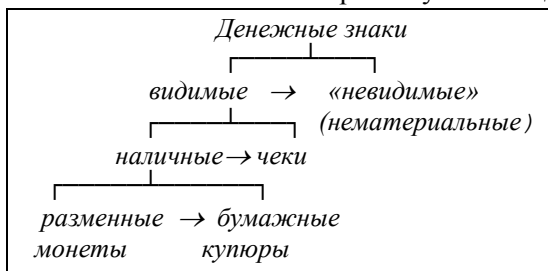 Денежные знаки
видимые → «невидимые»
(нематериальные)
наличные → чеки
разменные → бумажные
монеты купюры